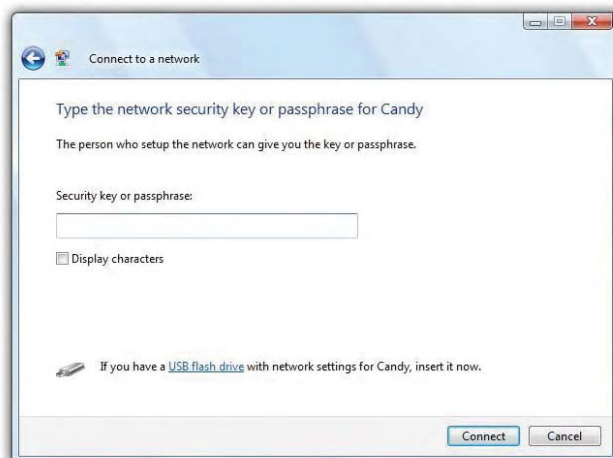 Connect to a network
Type the network security key or passphrase for Candy
The person who setup the network can give you the key or passphrase.
Security key or passphrase:
Display characters
If you have a USB flash drive with network settings for Candy, insert it now.
Connect
Cancel